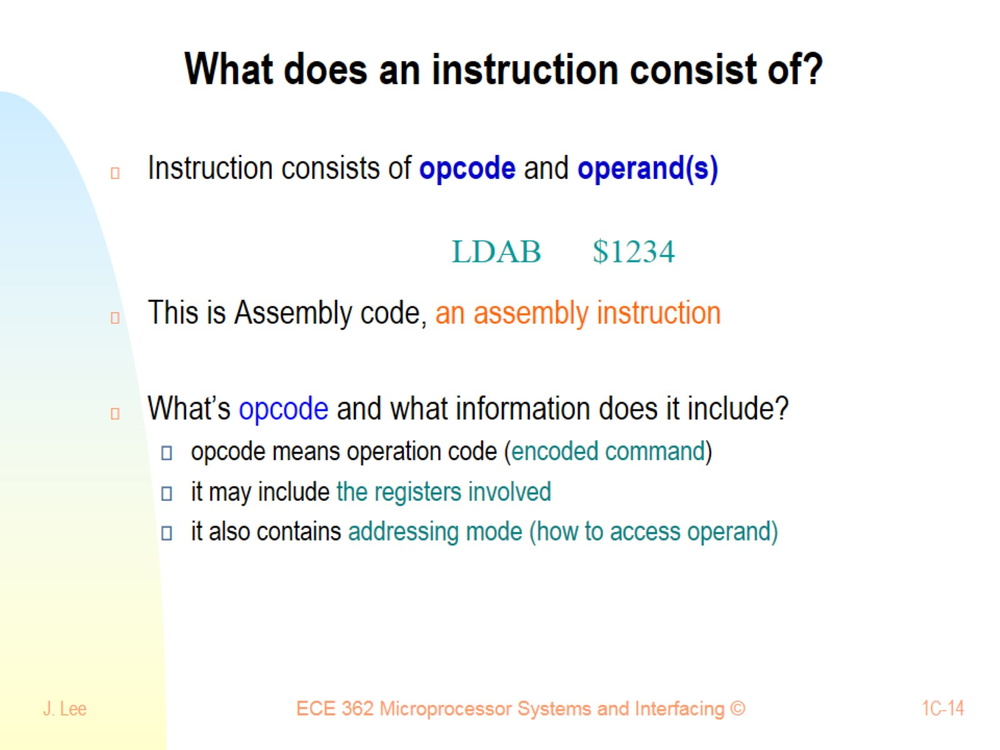 What does an instruction consist of?
Instruction consists of opcode and operand(s)
LDAB $1234
This is Assembly code, an assembly instruction
What’s opcode and what information does it include?
opcode means operation code (encoded command)
it may include the registers involved
it also contains addressing mode (how to access operand)
J. Lee ECE 362 Microprocessor Systems and Interfacing © 1C-14